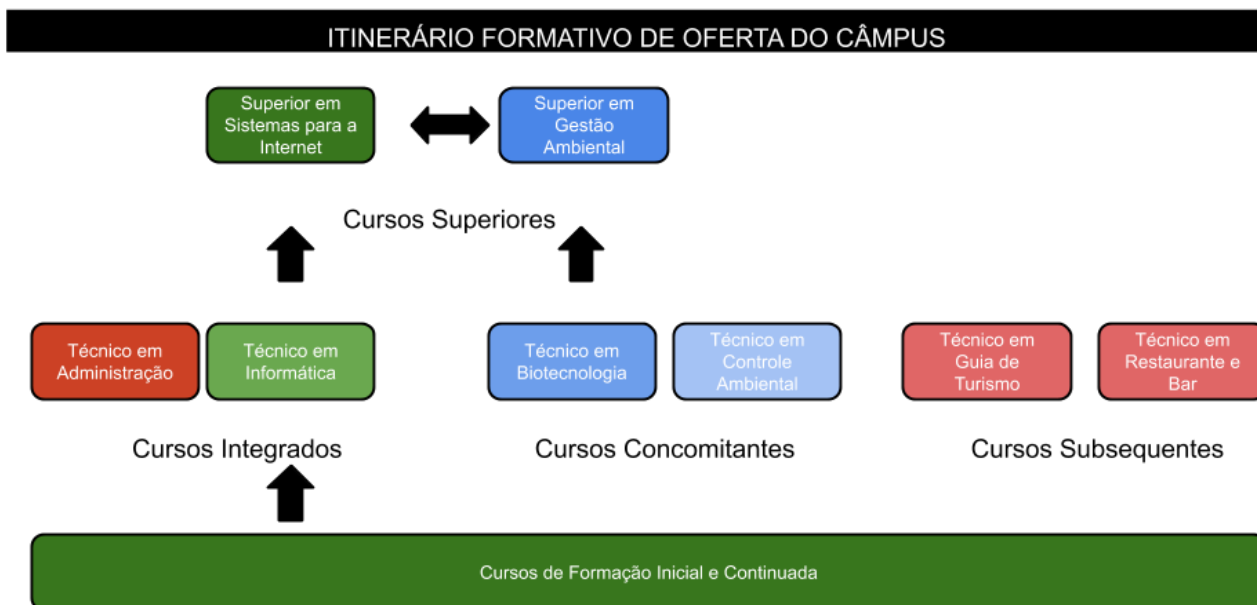 ITINERÁRIO FORMATIVO DE OFERTA DO CÂMPUS
Superior em
Sistemas para a
Internet
Superior em
Gestão
Ambiental
Cursos Superiores
Técnico em
Administração
Técnico em
Informática
Técnico em
Biotecnologia
Técnico em
Controle
Ambiental
Técnico em
Guia de
Turismo
Técnico em
Restaurante e
Bar
Cursos Integrados
Cursos Concomitantes
Cursos Subsequentes
Cursos de Formação Inicial e Continuada